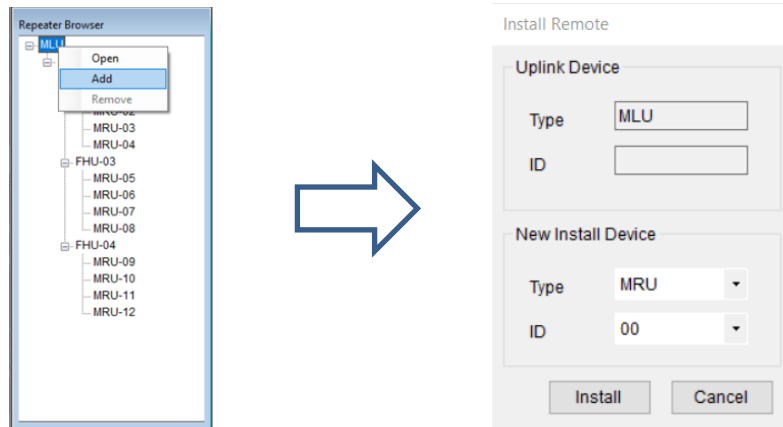 Repeater Browser
MLU
Open
Add
Remove
MRU-03
MRU-04
FHU-03
MRU-05
MRU-06
MRU-07
MRU-08
FHU-04
MRU-09
MRU-10
MRU-11
MRU-12
Install Remote
Uplink Device
Type MLU
ID
New Install Device
Type MRU
ID 00
Install Cancel